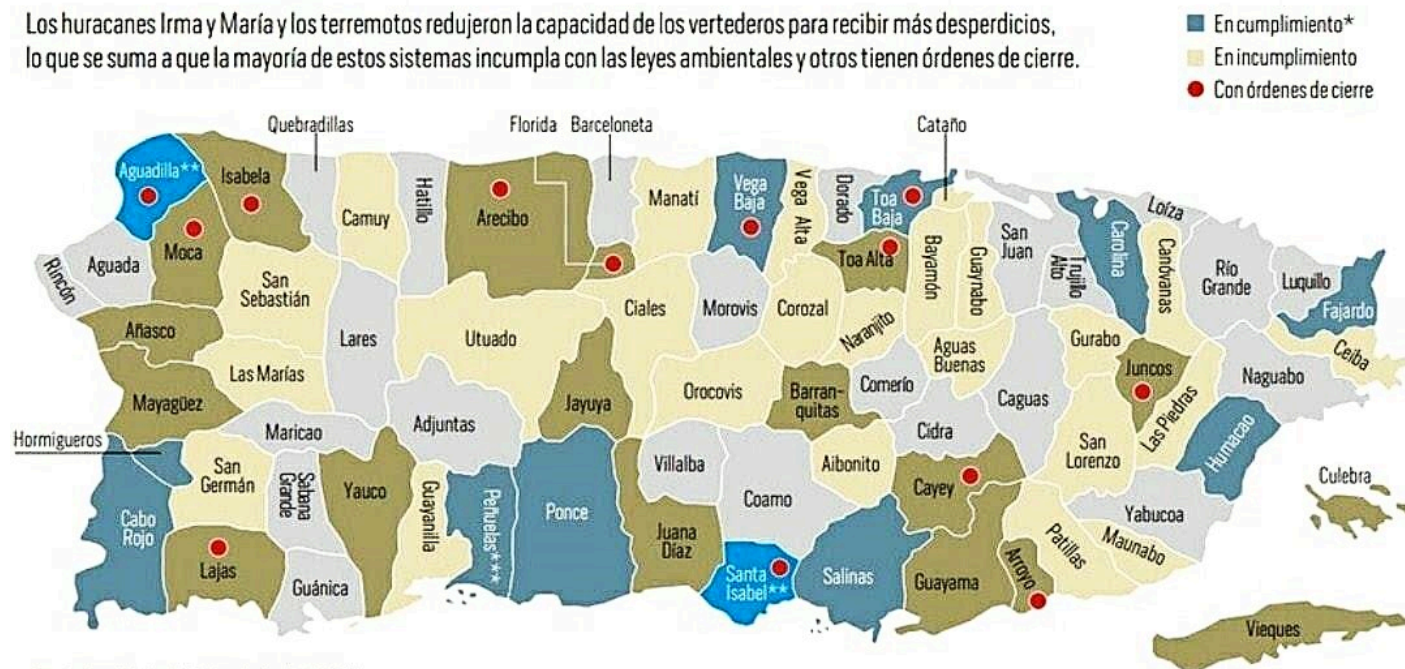 Los huracanes Irma y María y los terremotos redujeron la capacidad de los vertederos para recibir más desperdicios,
lo que se suma a que la mayoría de estos sistemas incumpla con las leyes ambientales y otros tienen órdenes de cierre.
En cumplimiento*
En incumplimiento
Con órdenes de cierre
Quebradillas
Florida
Barceloneta
Cataño
Aguadilla**
Isabela
Moca
Aguada
Rincón
Camuy
Hatillo
Arecibo
Manatí
Vega
Baja
Vega Alta
Dorado
Toa
Baja
Toa Alta
Bayamón
Guaynabo
San
Juan
Trujillo
Alto
Carolina
Loíza
Canóvanas
Río
Grande
Luquillo
Fajardo
Ceiba
San
Sebastián
Añasco
Lares
Utuado
Ciales
Morovis
Corozal
Naranjito
Aguas
Buenas
Gurabo
Juncos
Naguabo
Las Marías
Mayagüez
Jayuya
Orocovis
Barran-
quitas
Comerío
Caguas
Las Piedras
Humacao
Hormigueros
Maricao
Adjuntas
Cidra
San
Lorenzo
San
Germán
Sabana
Grande
Yauco
Guayanilla
Peñuelas***
Ponce
Villalba
Coamo
Aibonito
Cayey
Yabucoa
Culebra
Cabo
Rojo
Lajas
Guánica
Juana
Díaz
Santa
Isabel**
Salinas
Guayama
Arroyo
Patillas
Maunabo
Vieques